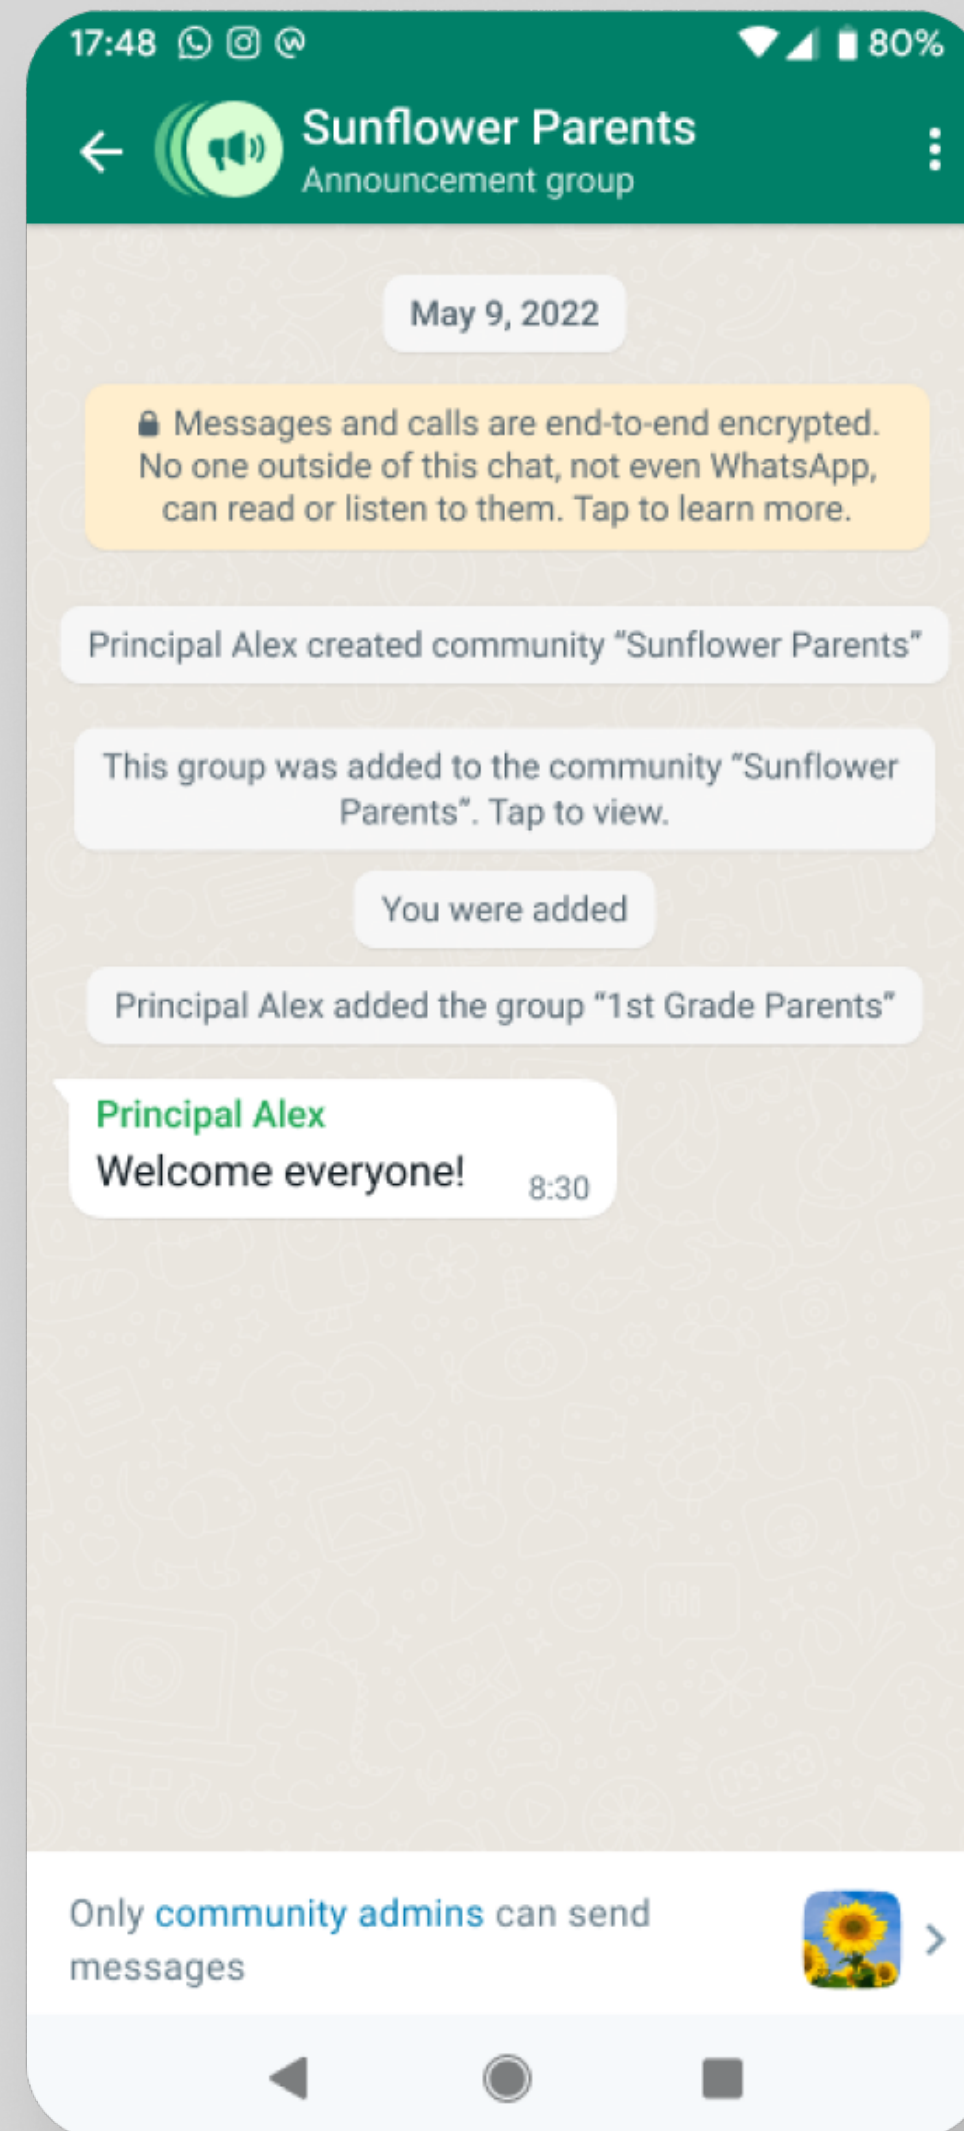 17:48 80%
Sunflower Parents
Announcement group
May 9, 2022
Messages and calls are end-to-end encrypted.
No one outside of this chat, not even WhatsApp,
can read or listen to them. Tap to learn more.
Principal Alex created community “Sunflower Parents”
This group was added to the community “Sunflower
Parents”. Tap to view.
You were added
Principal Alex added the group “1st Grade Parents”
Principal Alex
Welcome everyone! 8:30
Hi
09:28
Only community admins can send
messages